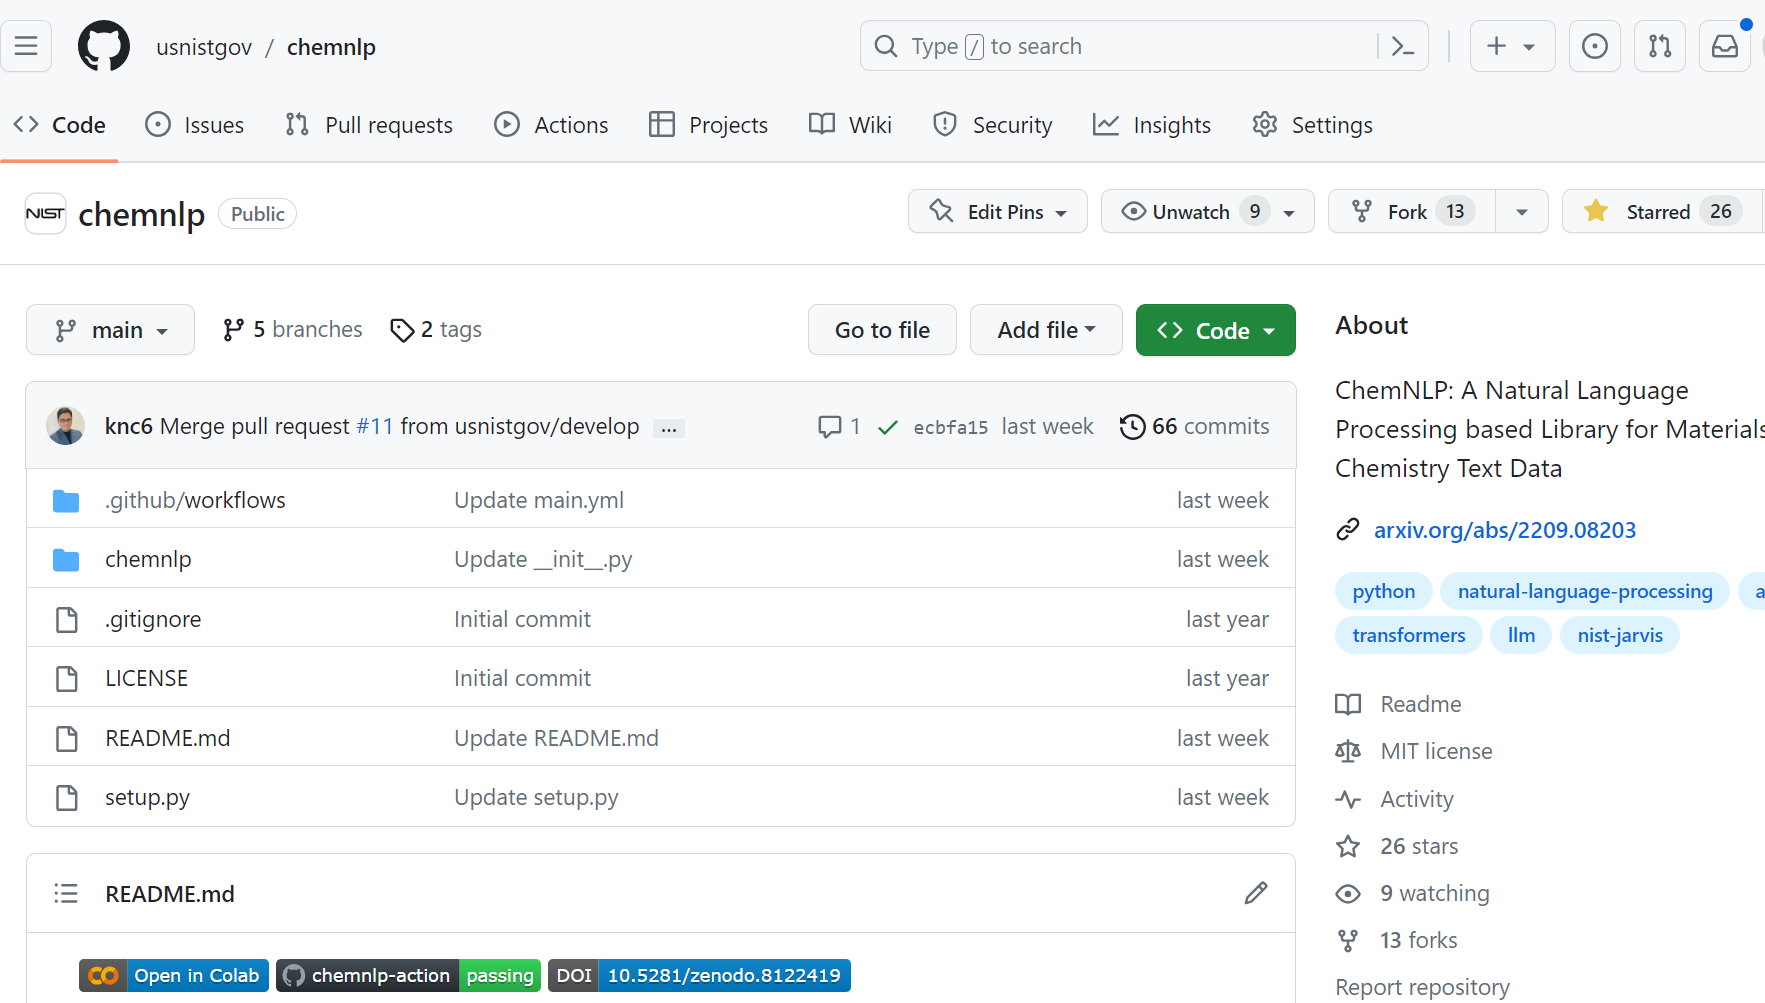 usnistgov / chemnlp
Type / to search
Code Issues Pull requests Actions Projects Wiki Security Insights Settings
NIST chemnlp Public
Edit Pins Unwatch 9 Fork 13 Starred 26
main 5 branches 2 tags
Go to file Add file Code
knc6 Merge pull request #11 from usnistgov/develop ... 1 ecbfa15 last week 66 commits
.github/workflows Update main.yml last week
chemnlp Update __init__.py last week
.gitignore Initial commit last year
LICENSE Initial commit last year
README.md Update README.md last week
setup.py Update setup.py last week
README.md
Open in Colab chemnlp-action passing DOI 10.5281/zenodo.8122419
About
ChemNLP: A Natural Language
Processing based Library for Materials
Chemistry Text Data
arxiv.org/abs/2209.08203
python natural-language-processing a
transformers llm nist-jarvis
Readme
MIT license
Activity
26 stars
9 watching
13 forks
Report repository